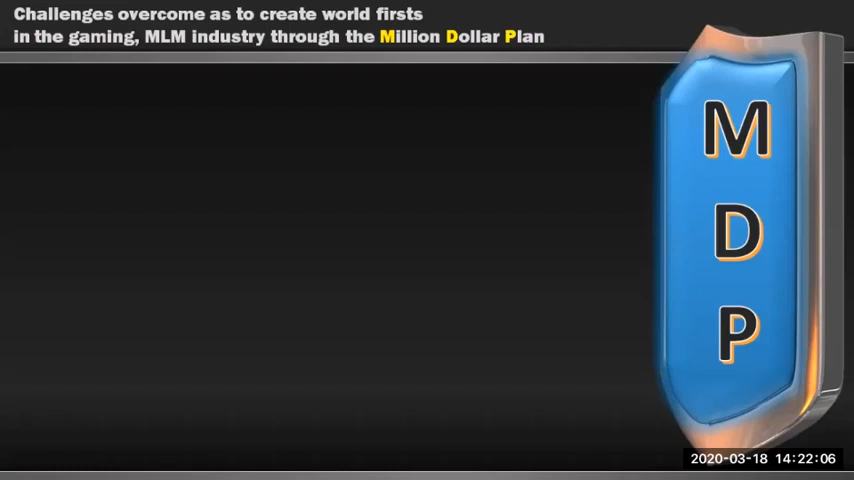 Challenges overcome as to create world firsts
in the gaming, MLM industry through the Million Dollar Plan
M
D
P
2020-03-18 14:22:06